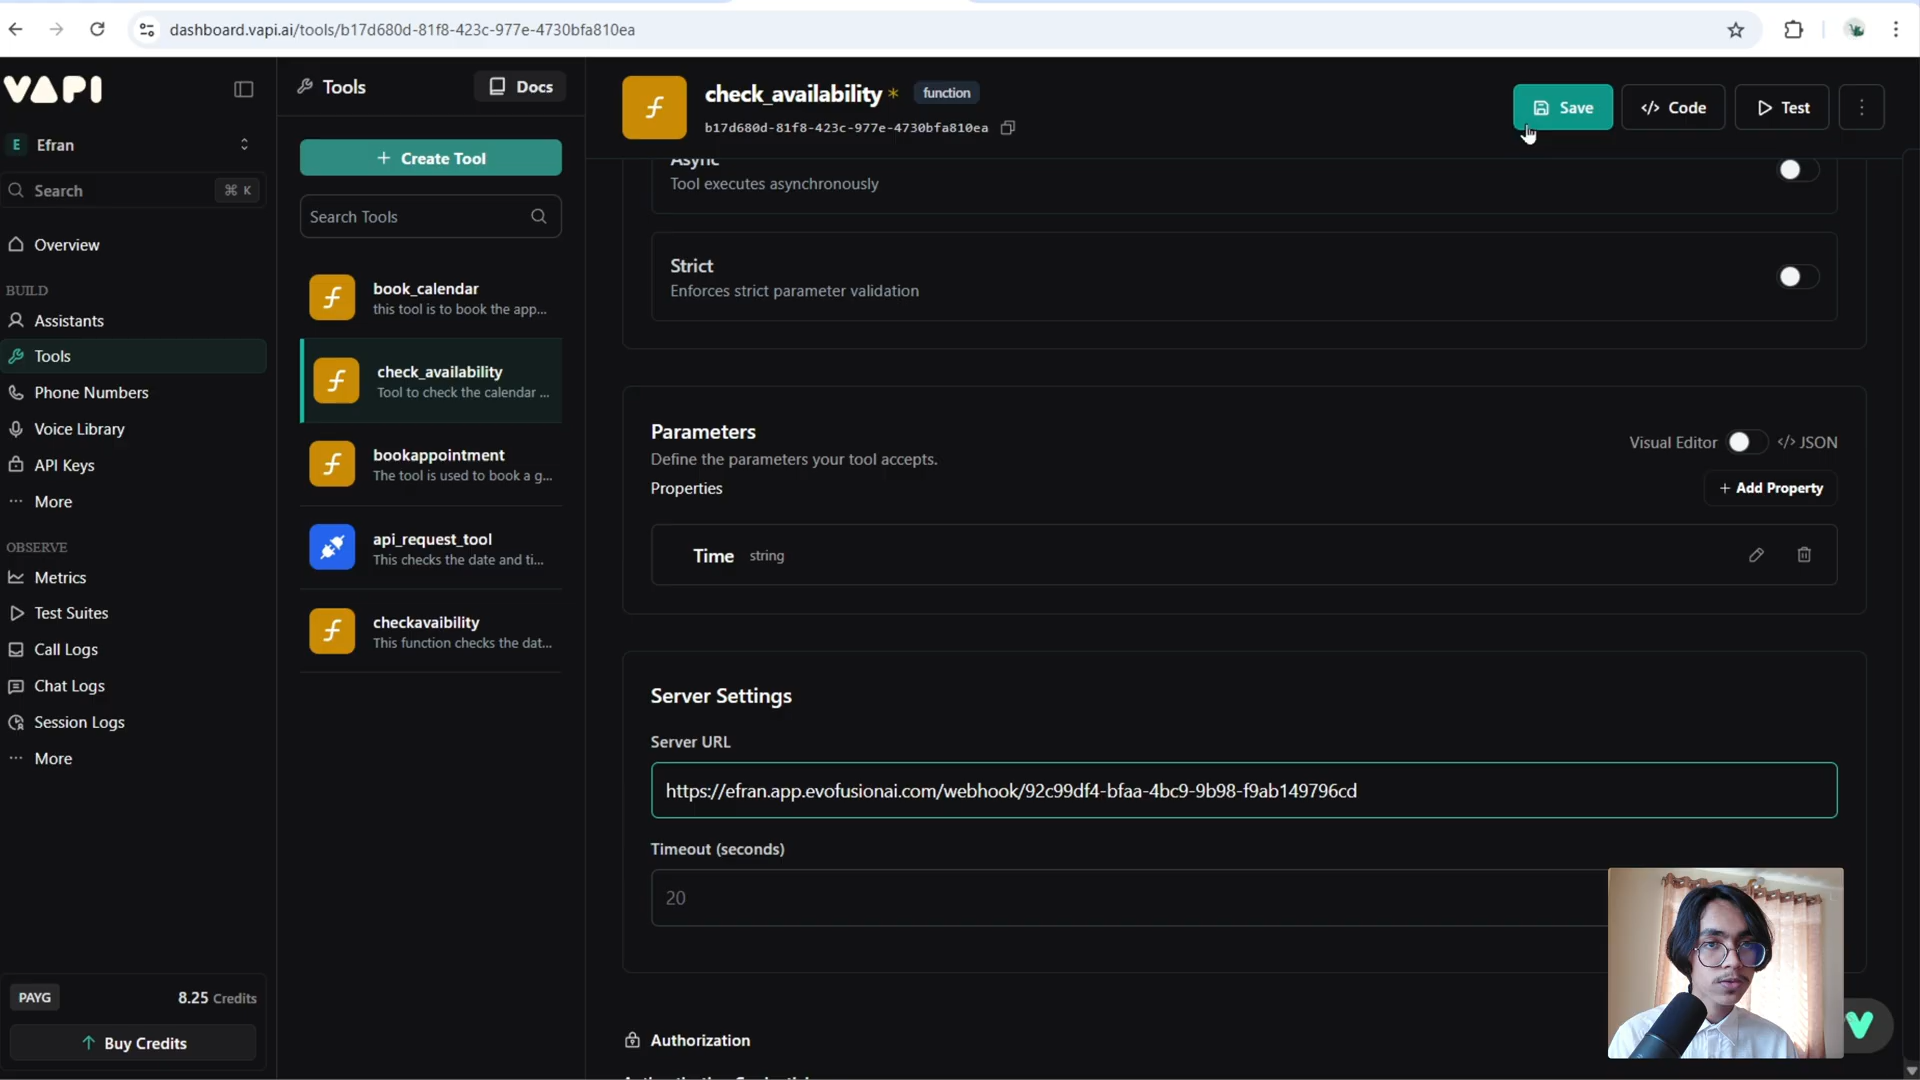 dashboard.vapi.ai/tools/b17d680d-81f8-423c-977e-4730bfa810ea
VAPI
E Efran
Search ⌘ K
Overview
BUILD
Assistants
Tools
Phone Numbers
Voice Library
API Keys
More
OBSERVE
Metrics
Test Suites
Call Logs
Chat Logs
Session Logs
More
PAYG 8.25 Credits
Buy Credits
Tools Docs
+ Create Tool
Search Tools
book_calendar
this tool is to book the app...
check_availability
Tool to check the calendar ...
bookappointment
The tool is used to book a g...
api_request_tool
This checks the date and ti...
checkavaibility
This function checks the dat...
check_availability * function
b17d680d-81f8-423c-977e-4730bfa810ea
Save </> Code Test
Async
Tool executes asynchronously
Strict
Enforces strict parameter validation
Parameters
Define the parameters your tool accepts.
Visual Editor </> JSON
Properties
+ Add Property
Time string
Server Settings
Server URL
https://efran.app.evofusionai.com/webhook/92c99df4-bfaa-4bc9-9b98-f9ab149796cd
Timeout (seconds)
20
Authorization